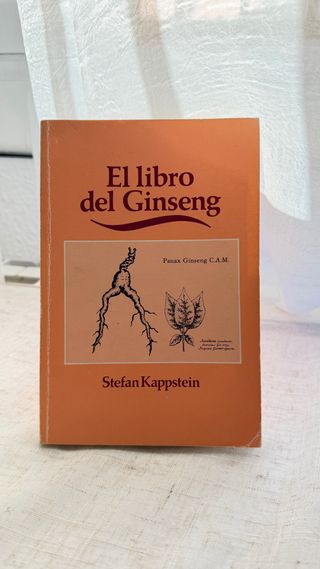 El libro
del Ginseng
Panax Ginseng C.A.M.
Stefan Kappstein